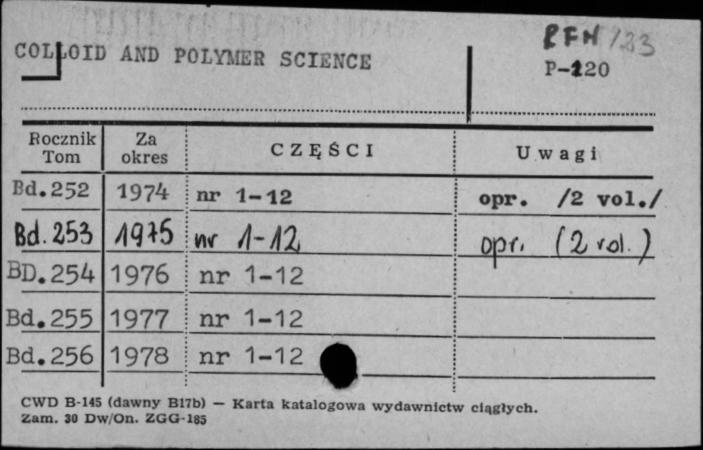 RFN/83
COLLOID AND POLYMER SCIENCE
P-120
Rocznik Tom Za okres CZĘŚCI Uwagi
Bd.252 1974 nr 1-12 opr. /2 vol./
Bd.253 1975 nr 1-12 opr. (2 vol.)
BD.254 1976 nr 1-12
Bd.255 1977 nr 1-12
Bd.256 1978 nr 1-12
CWD B-145 (dawny B17b) — Karta katalogowa wydawnictw ciągłych.
Zam. 30 Dw/On. ZGG-185